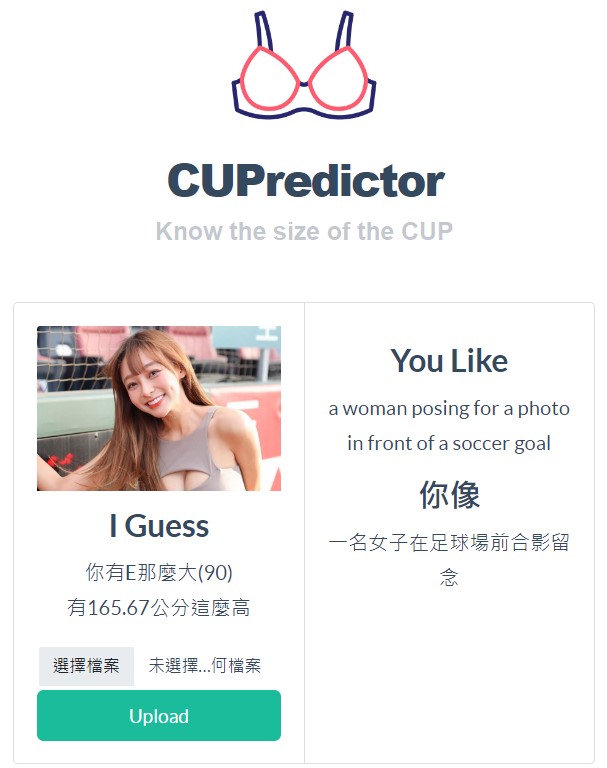 CUPredictor
Know the size of the CUP
I Guess
你有E那麼大(90)
有165.67公分這麼高
選擇檔案 未選擇...何檔案
Upload
You Like
a woman posing for a photo
in front of a soccer goal
你像
一名女子在足球場前合影留
念